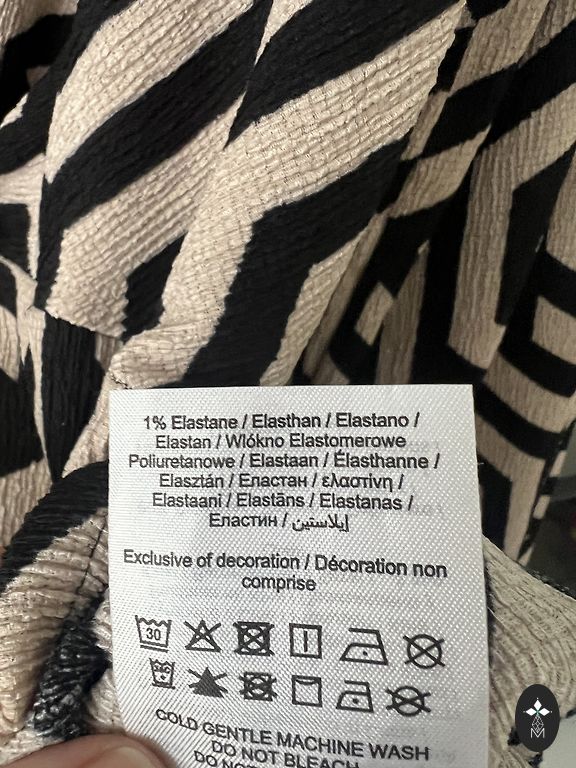 1% Elastane / Elasthan / Elastano /
Elastan / Wlókno Elastomerowe
Poliuretanowe / Elastaan / Élasthanne /
Elasztán / Еластан / ελαστίνη /
Elastaani / Elastāns / Elastanas /
Еластин / إيلاستين
Exclusive of decoration / Décoration non
comprise
30
COLD GENTLE MACHINE WASH
DO NOT BLEACH
M